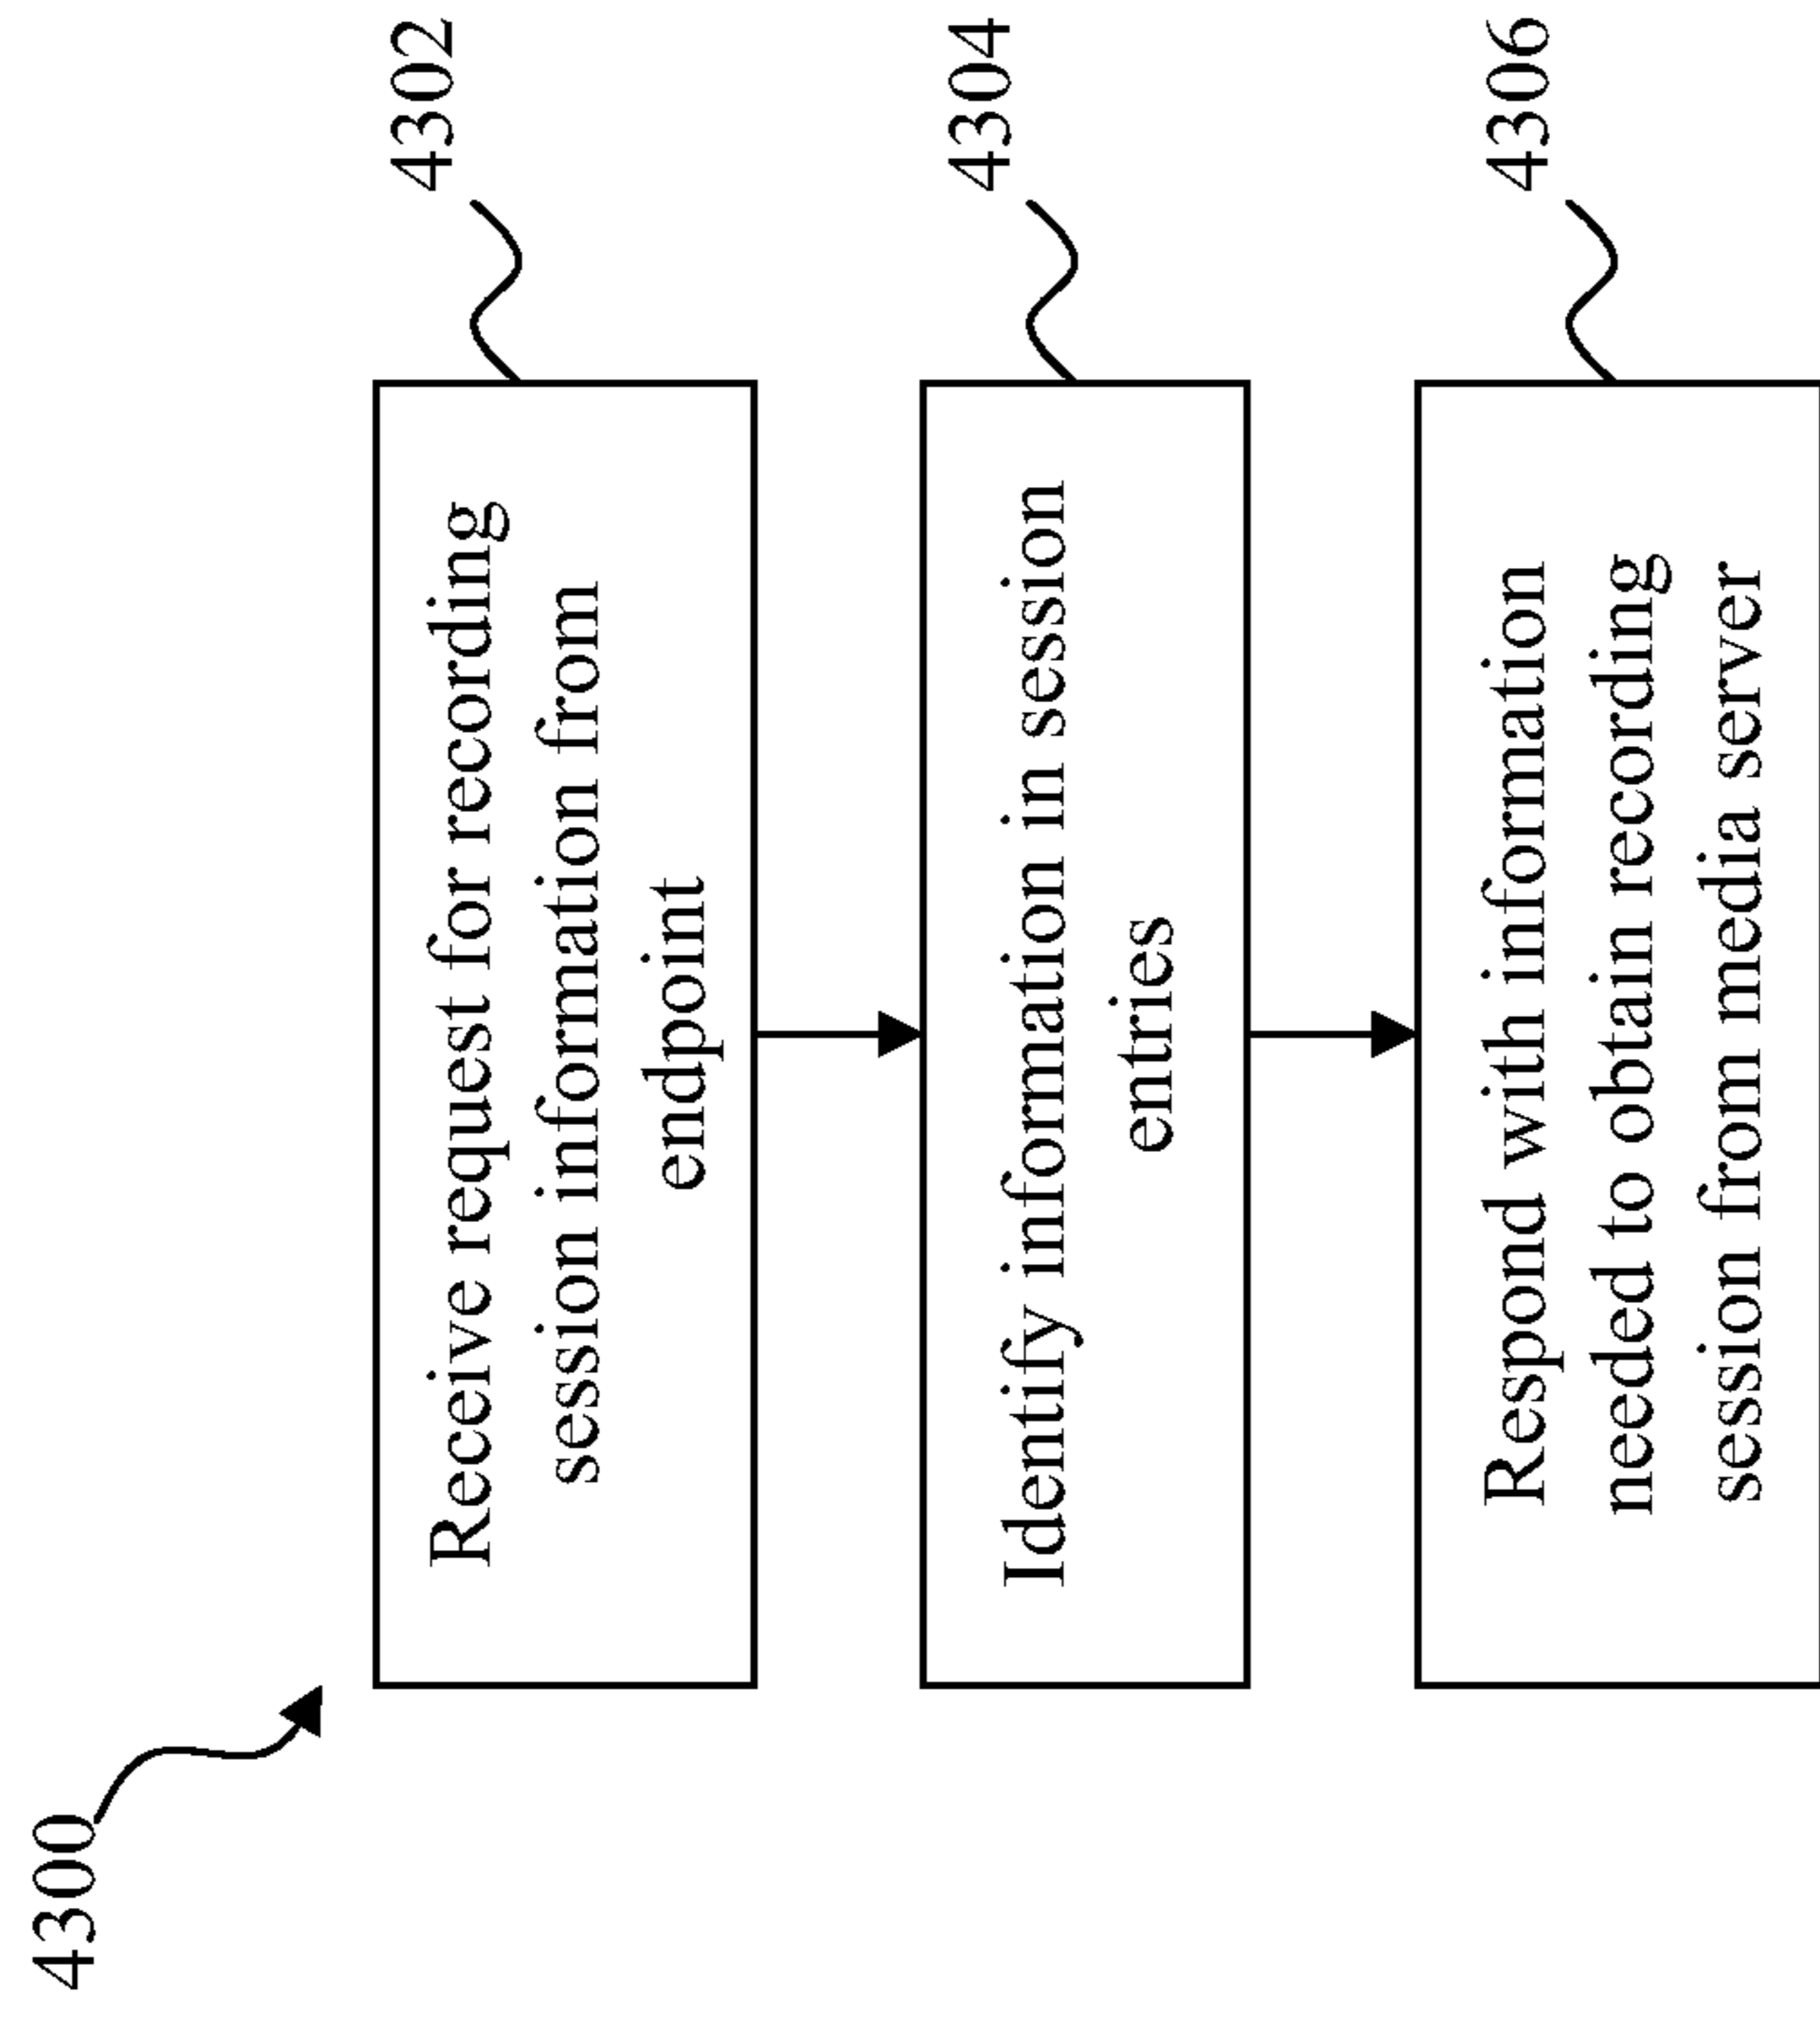 4300
4302
Receive request for recording
session information from
endpoint
4304
Identify information in session
entries
4306
Respond with information
needed to obtain recording
session from media server